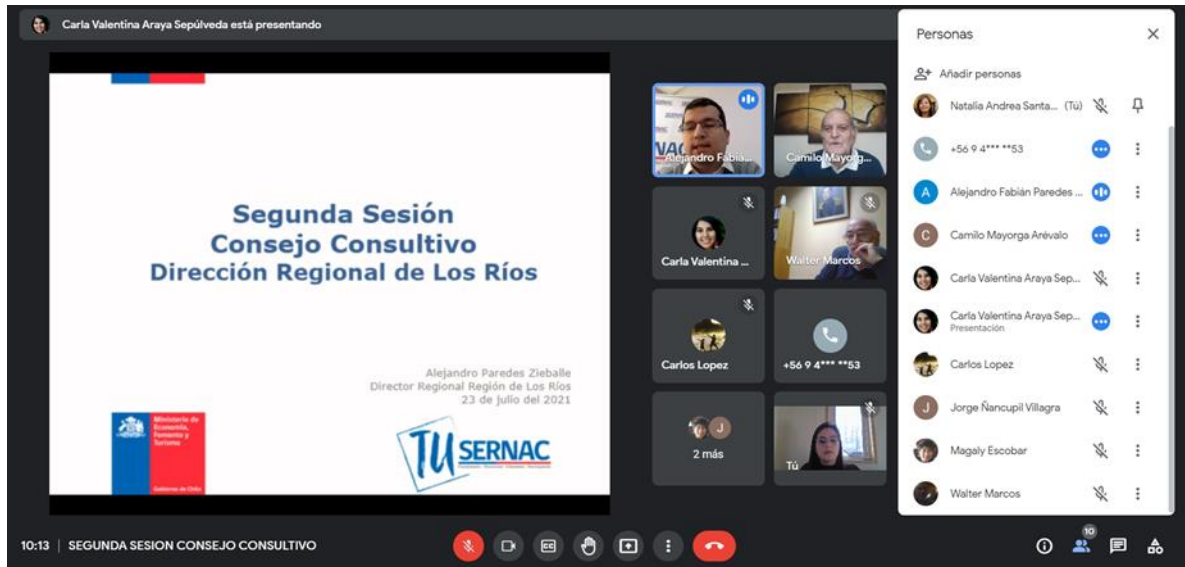 Carla Valentina Araya Sepúlveda está presentando
Segunda Sesión
Consejo Consultivo
Dirección Regional de Los Ríos
Alejandro Paredes Zieballe
Director Regional Región de Los Ríos
23 de julio del 2021
Ministerio de
Economía,
Fomento y
Turismo
Gobierno de Chile
TU SERNAC
Alejandro Fabiá...
Camilo Mayorg...
Carla Valentina ...
Walter Marcos
Carlos Lopez
+56 9 4*** **53
J
2 más
Tú
Personas
Añadir personas
Natalia Andrea Santa... (Tú)
+56 9 4*** **53
A Alejandro Fabián Paredes ...
C Camilo Mayorga Arévalo
Carla Valentina Araya Sep...
Carla Valentina Araya Sep...
Presentación
Carlos Lopez
J Jorge Ñancupil Villagra
Magaly Escobar
Walter Marcos
10:13 | SEGUNDA SESION CONSEJO CONSULTIVO
CC
10